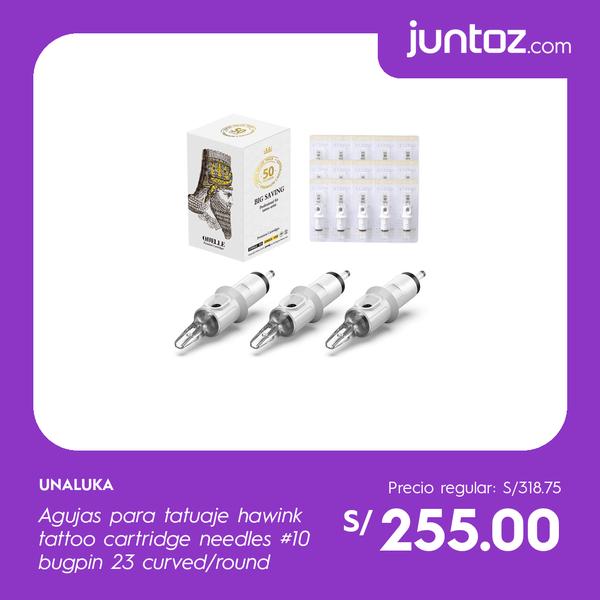 juntoz.com
50
BIG SAVING
QUILLE
UNALUKA
Agujas para tatuaje hawink
tattoo cartridge needles #10
bugpin 23 curved/round
Precio regular: S/318.75
S/ 255.00